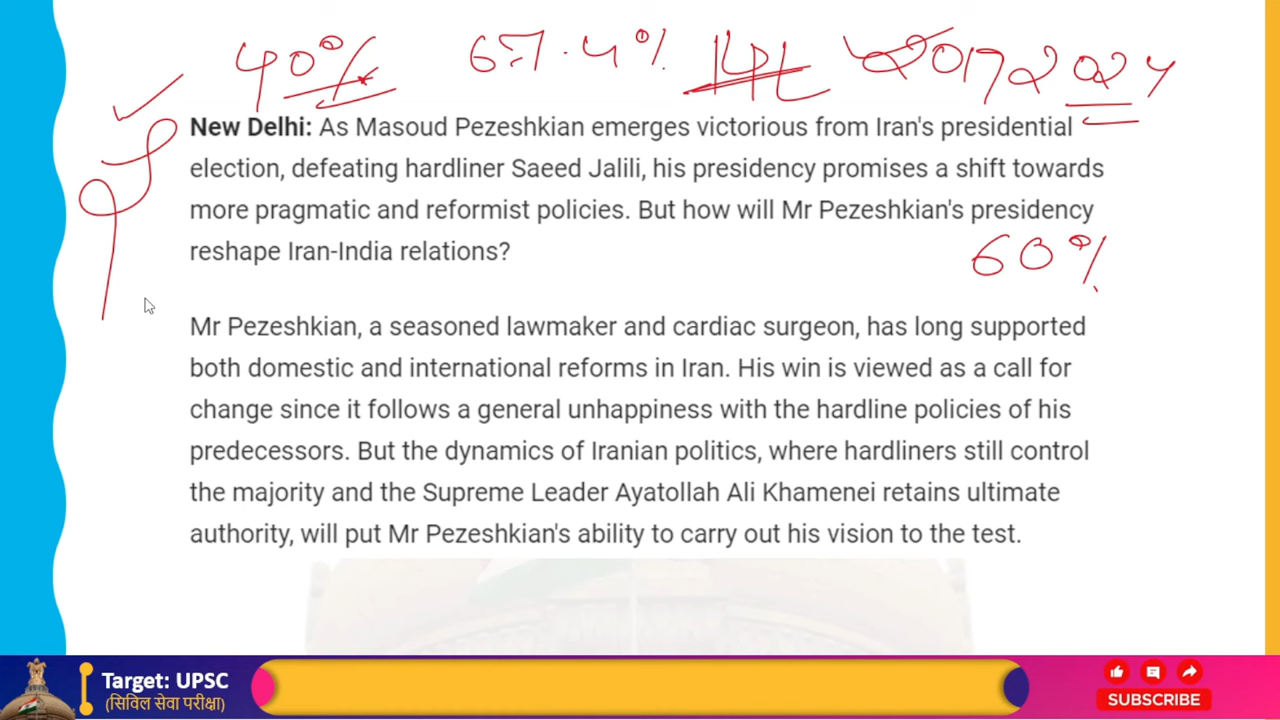 40% 67.4% 2019 2024
New Delhi: As Masoud Pezeshkian emerges victorious from Iran's presidential
election, defeating hardliner Saeed Jalili, his presidency promises a shift towards
more pragmatic and reformist policies. But how will Mr Pezeshkian's presidency
reshape Iran-India relations?
60%
Mr Pezeshkian, a seasoned lawmaker and cardiac surgeon, has long supported
both domestic and international reforms in Iran. His win is viewed as a call for
change since it follows a general unhappiness with the hardline policies of his
predecessors. But the dynamics of Iranian politics, where hardliners still control
the majority and the Supreme Leader Ayatollah Ali Khamenei retains ultimate
authority, will put Mr Pezeshkian's ability to carry out his vision to the test.
Target: UPSC
(सिविल सेवा परीक्षा)
SUBSCRIBE